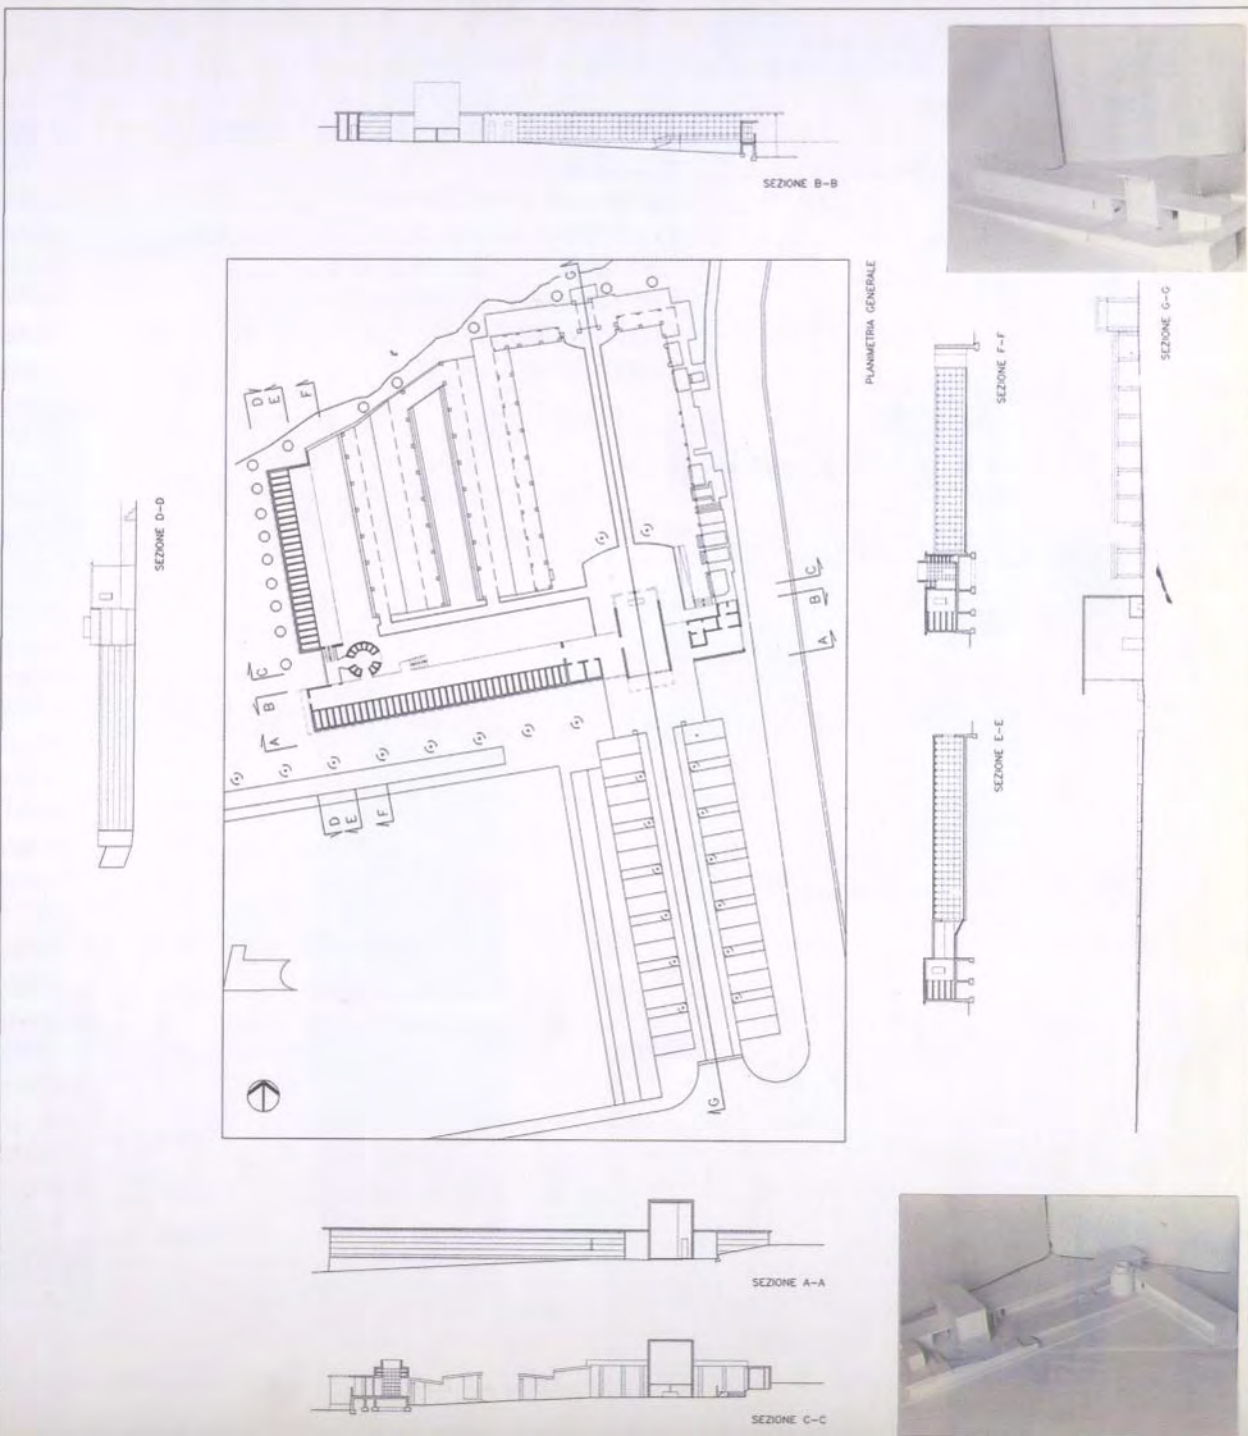 SEZIONE B-B
PLANIMETRIA GENERALE
SEZIONE G-G
SEZIONE F-F
SEZIONE D-D
SEZIONE E-E
G
D
E
F
C
B
A
C
B
A
D
E
F
G
SEZIONE A-A
SEZIONE C-C